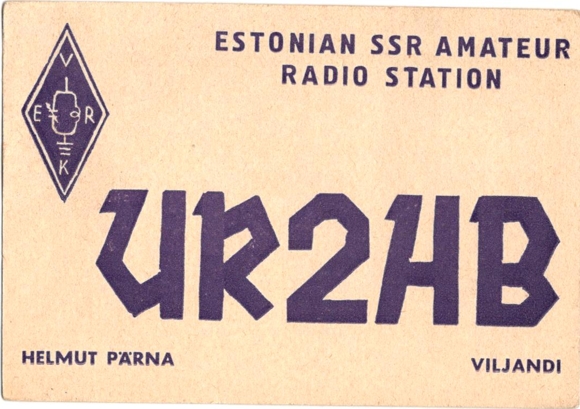 ESTONIAN SSR AMATEUR
RADIO STATION
V
E R
K
UR2HB
HELMUT PÄRNA
VILJANDI